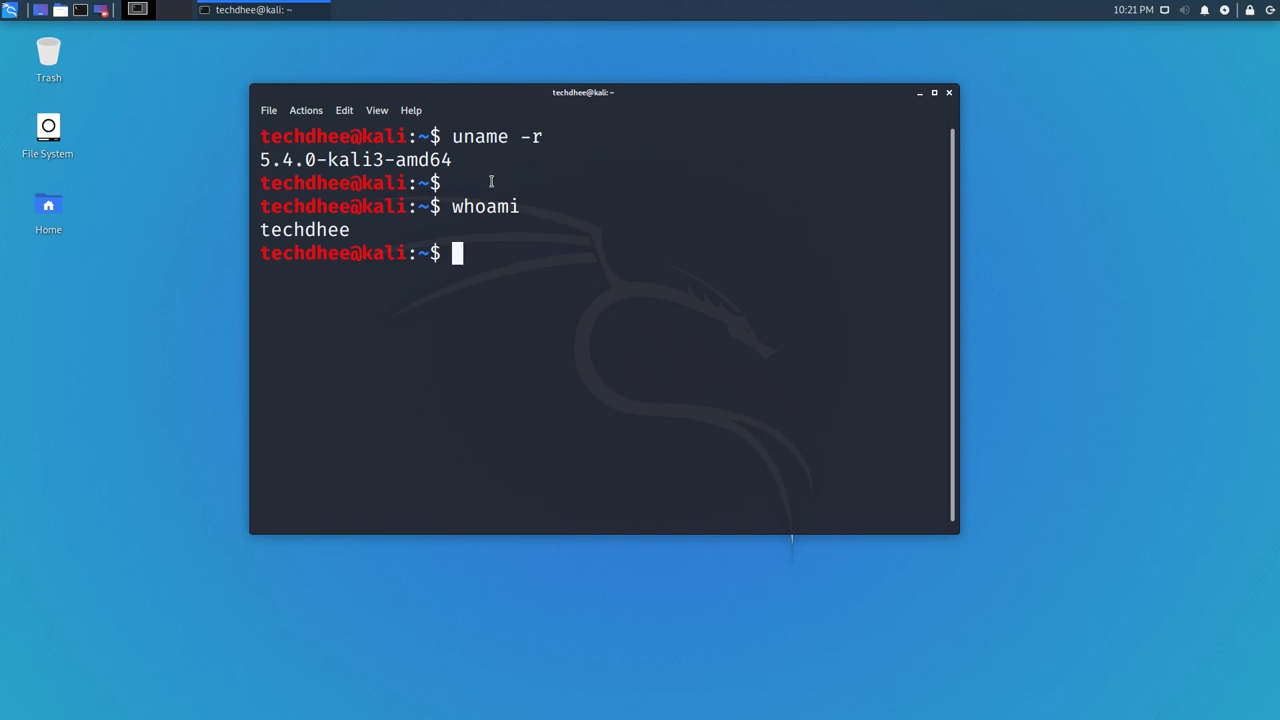 techdhee@kali: ~
10:21 PM
Trash
File System
Home
techdhee@kali: ~
File Actions Edit View Help
techdhee@kali:~$ uname -r
5.4.0-kali3-amd64
techdhee@kali:~$
techdhee@kali:~$ whoami
techdhee
techdhee@kali:~$